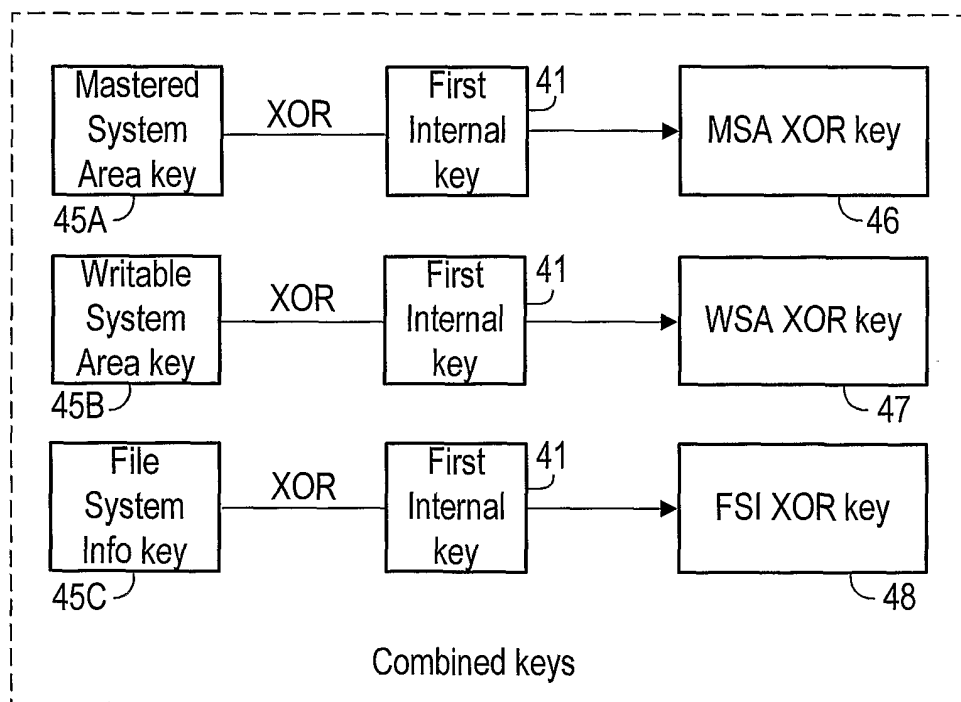 Mastered
System
Area key
45A
XOR
First
Internal
key
41
MSA XOR key
46
Writable
System
Area key
45B
XOR
First
Internal
key
41
WSA XOR key
47
File
System
Info key
45C
XOR
First
Internal
key
41
FSI XOR key
48
Combined keys